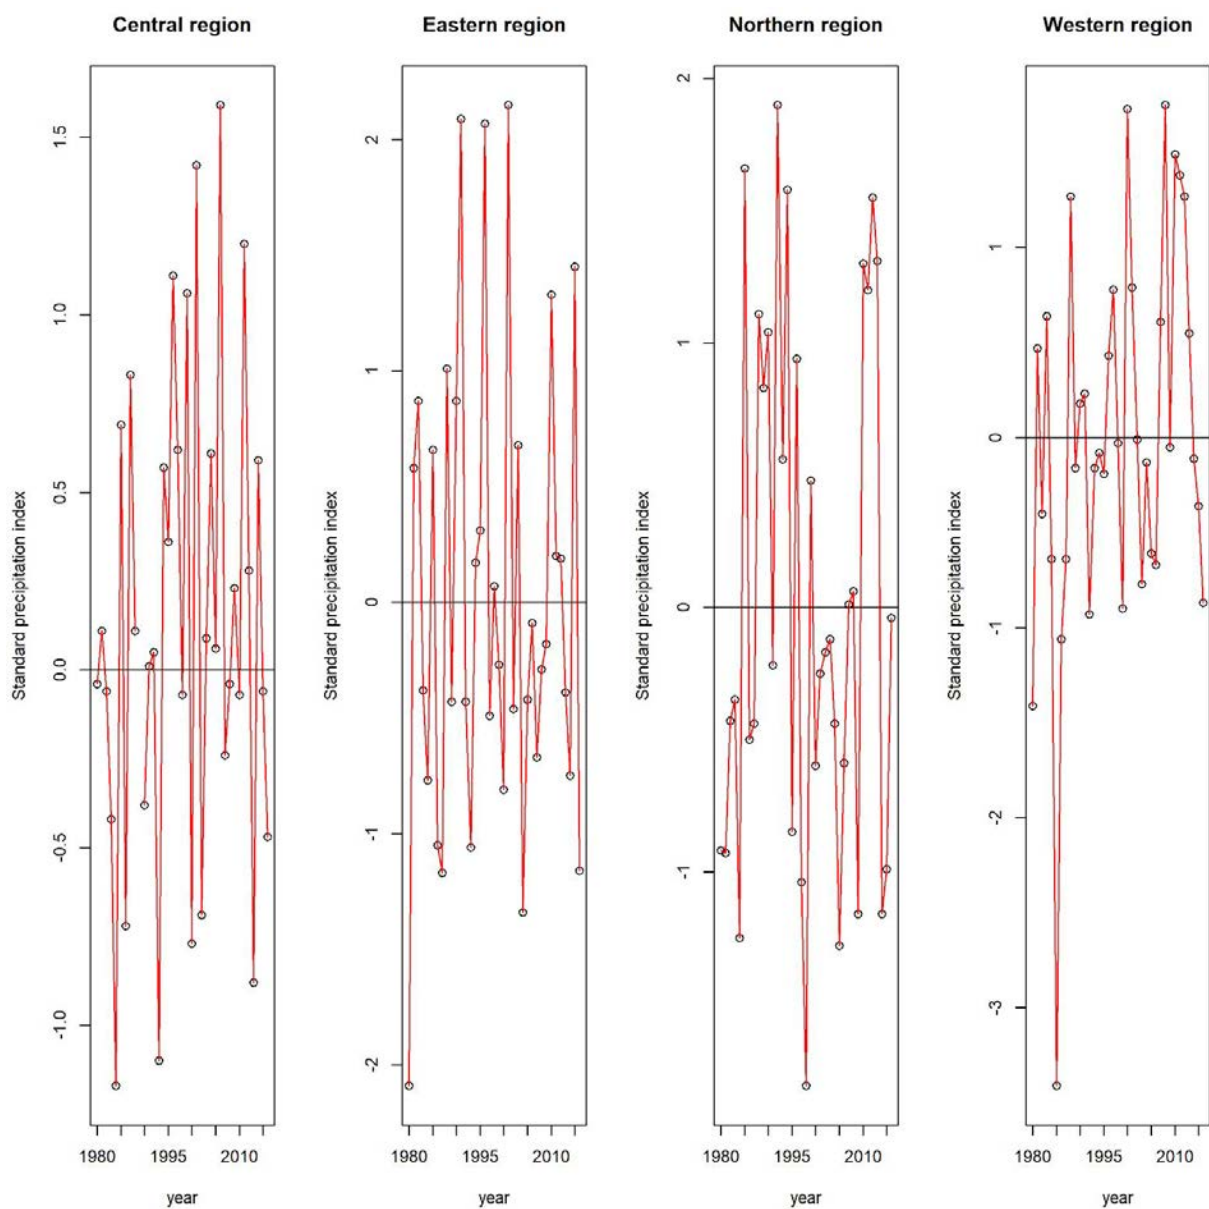 Central region
Standard precipitation index
1.5
1.0
0.5
0.0
-0.5
-1.0
1980 1995 2010
year
Eastern region
Standard precipitation index
2
1
0
-1
-2
1980 1995 2010
year
Northern region
Standard precipitation index
2
1
0
-1
1980 1995 2010
year
Western region
Standard precipitation index
1
0
-1
-2
-3
1980 1995 2010
year